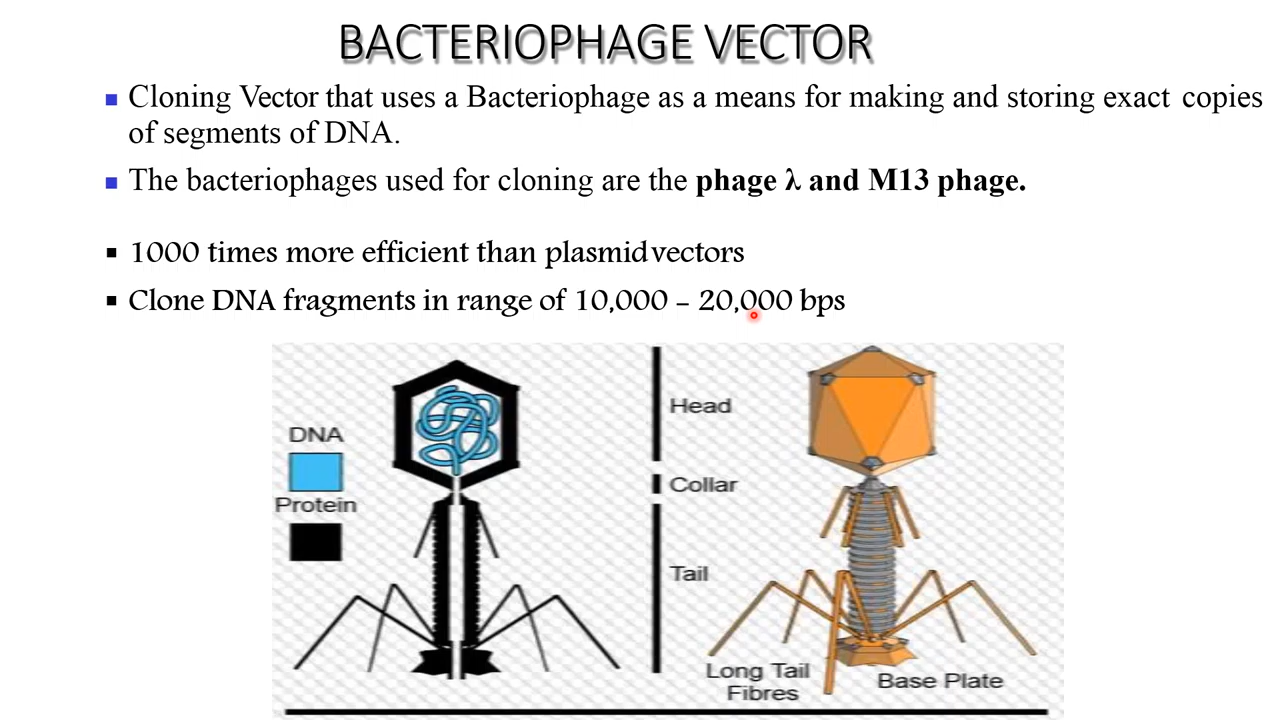 BACTERIOPHAGE VECTOR
Cloning Vector that uses a Bacteriophage as a means for making and storing exact copies
of segments of DNA.
The bacteriophages used for cloning are the phage λ and M13 phage.
1000 times more efficient than plasmid vectors
Clone DNA fragments in range of 10,000 – 20,000 bps
DNA
Protein
Head
Collar
Tail
Long Tail
Fibres
Base Plate